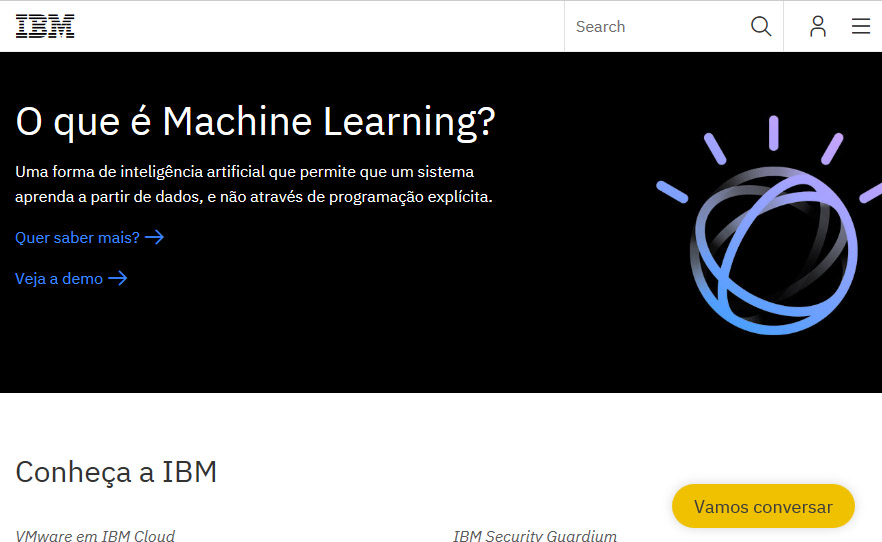 IBM
Search
O que é Machine Learning?
Uma forma de inteligência artificial que permite que um sistema
aprenda a partir de dados, e não através de programação explícita.
Quer saber mais?
Veja a demo
Conheça a IBM
Vamos conversar
VMware em IBM Cloud
IBM Security Guardium